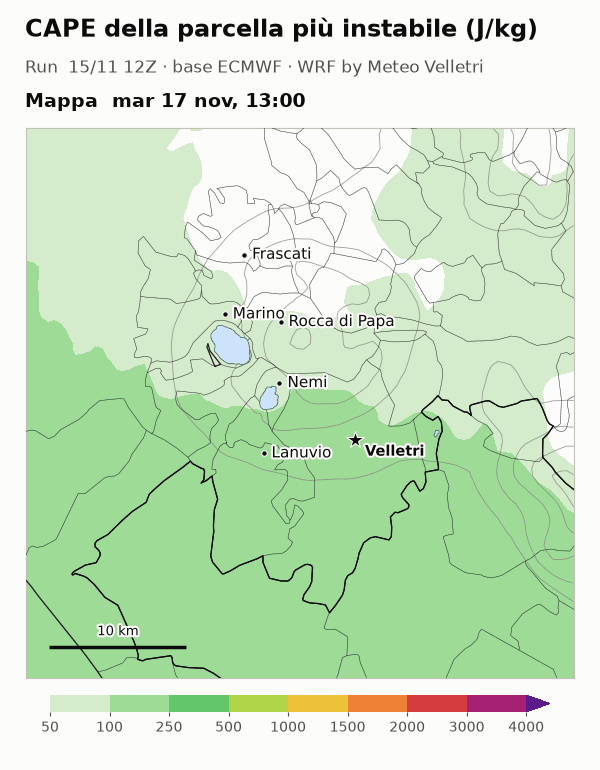 CAPE della parcella più instabile (J/kg)
Run  15/11 12Z · base ECMWF · WRF by Meteo Velletri
Mappa  mar 17 nov, 13:00
Frascati
Marino
Rocca di Papa
Nemi
Velletri
Lanuvio
10 km
50 100 250 500 1000 1500 2000 3000 4000